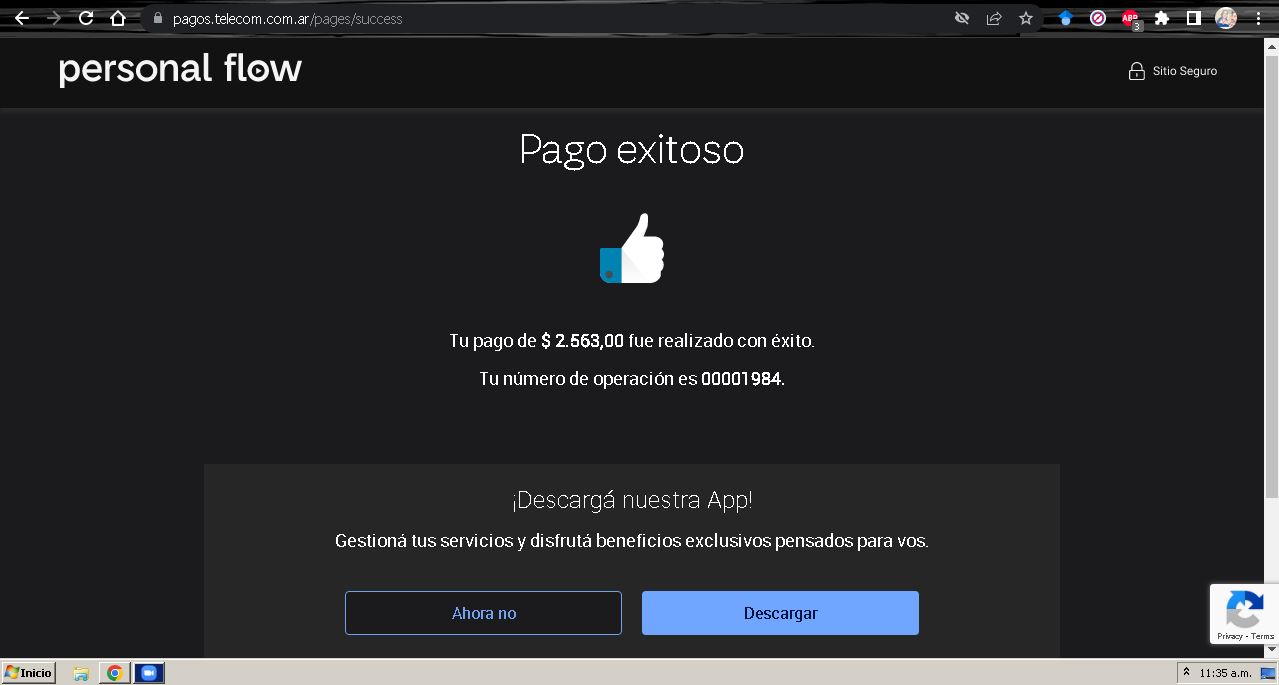 pagos.telecom.com.ar/pages/success
ABP
3
personal flow
Sitio Seguro
Pago exitoso
Tu pago de $ 2.563,00 fue realizado con éxito.
Tu número de operación es 00001984.
¡Descargá nuestra App!
Gestioná tus servicios y disfrutá beneficios exclusivos pensados para vos.
Ahora no
Descargar
Privacy - Terms
Inicio
11:35 a.m.